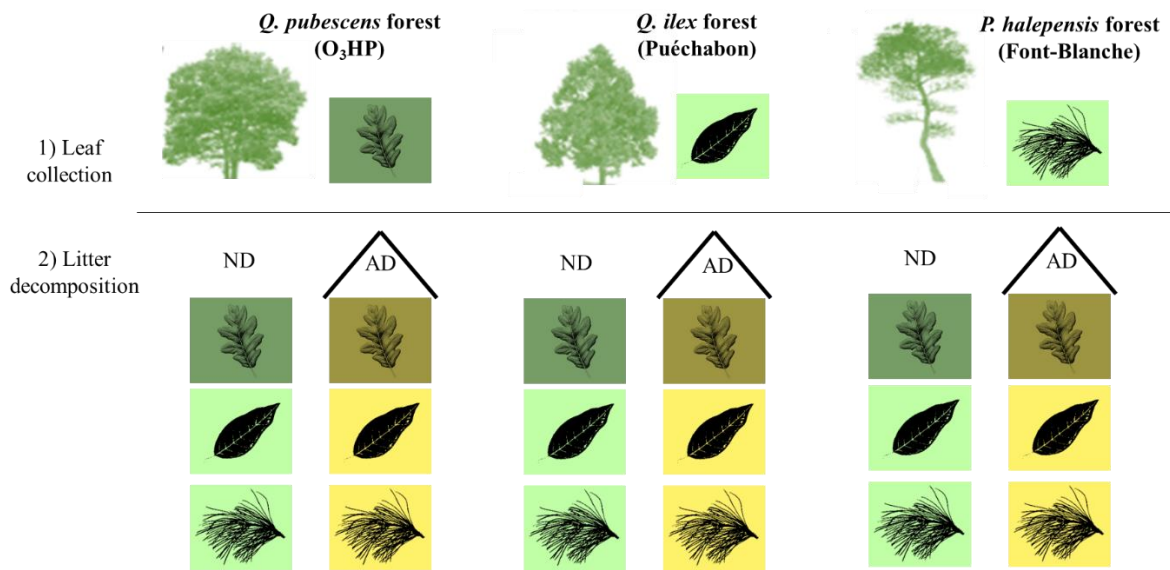 Q. pubescens forest
(O₃HP)
Q. ilex forest
(Puéchabon)
P. halepensis forest
(Font-Blanche)
1) Leaf
collection
2) Litter
decomposition
ND
AD
ND
AD
ND
AD